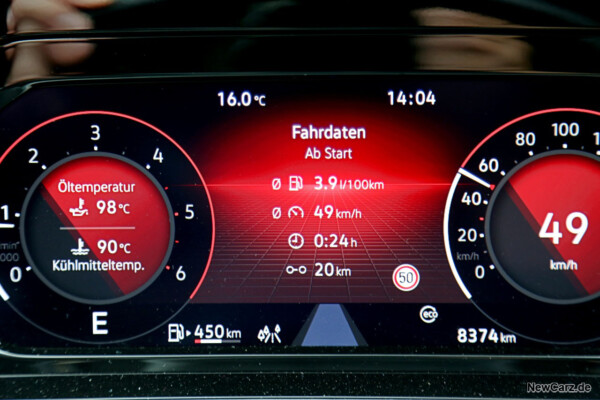 16.0 °C
14:04
Fahrdaten
Ab Start
Ø 3.9 l/100km
Ø 49 km/h
0:24 h
20 km
50
0
1
2
3
4
5
6
Öltemperatur
98 °C
90 °C
Kühlmitteltemp.
E
450 km
eco
8374 km
0
20
km/h
40
60
80
100
49
km/h
NewCarz.de